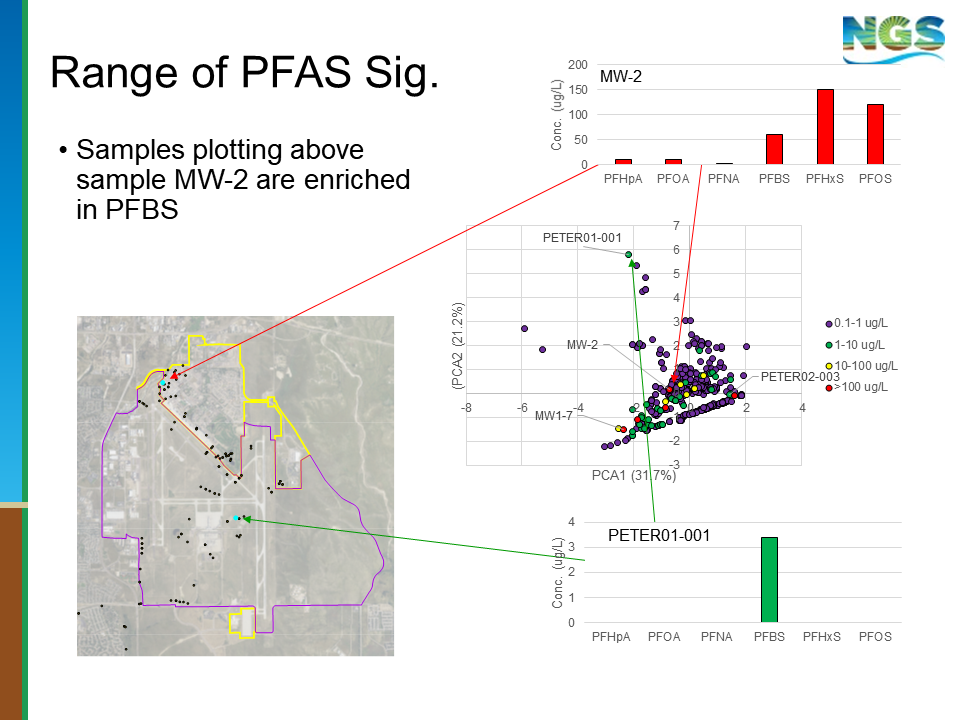 NGS
Range of PFAS Sig.
• Samples plotting above
sample MW-2 are enriched
in PFBS
MW-2
Conc. (ug/L)
200
150
100
50
0
PFHpA PFOA PFNA PFBS PFHxS PFOS
PETER01-001
(PCA2 (21.2%)
7
6
5
4
3
2
MW-2
PETER02-003
-8 -6 -4 -2 0 2 4
MW1-7
-1
-2
-3
PCA1 (31.7%)
0.1-1 ug/L
1-10 ug/L
10-100 ug/L
>100 ug/L
PETER01-001
Conc. (ug/L)
4
3
2
1
0
PFHpA PFOA PFNA PFBS PFHxS PFOS